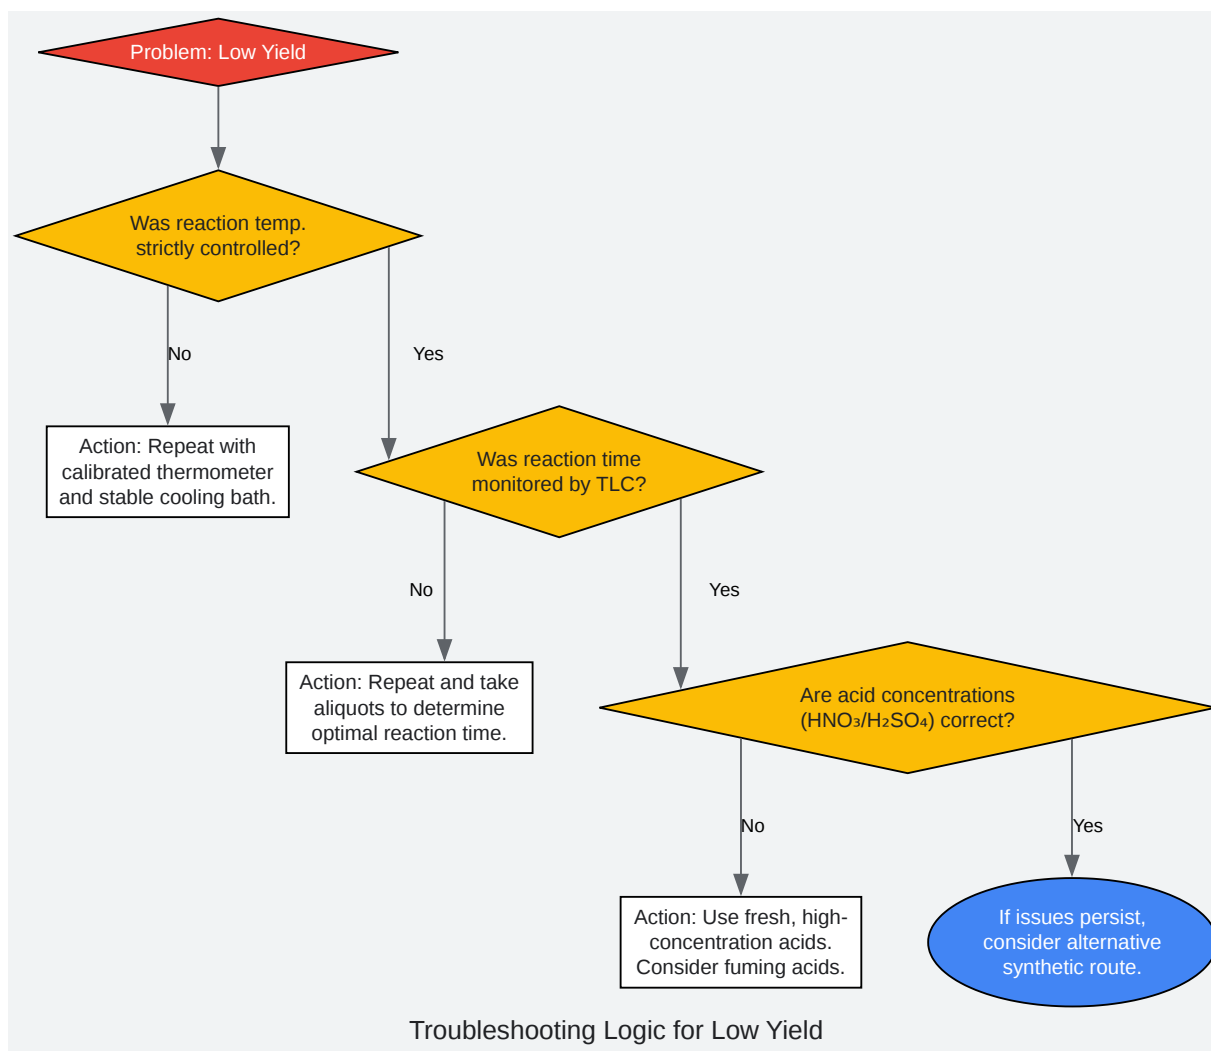 Problem: Low Yield
Was reaction temp.
strictly controlled?
No
Yes
Action: Repeat with
calibrated thermometer
and stable cooling bath.
Was reaction time
monitored by TLC?
No
Yes
Action: Repeat and take
aliquots to determine
optimal reaction time.
Are acid concentrations
(HNO₃/H₂SO₄) correct?
No
Yes
Action: Use fresh, high-
concentration acids.
Consider fuming acids.
If issues persist,
consider alternative
synthetic route.
Troubleshooting Logic for Low Yield